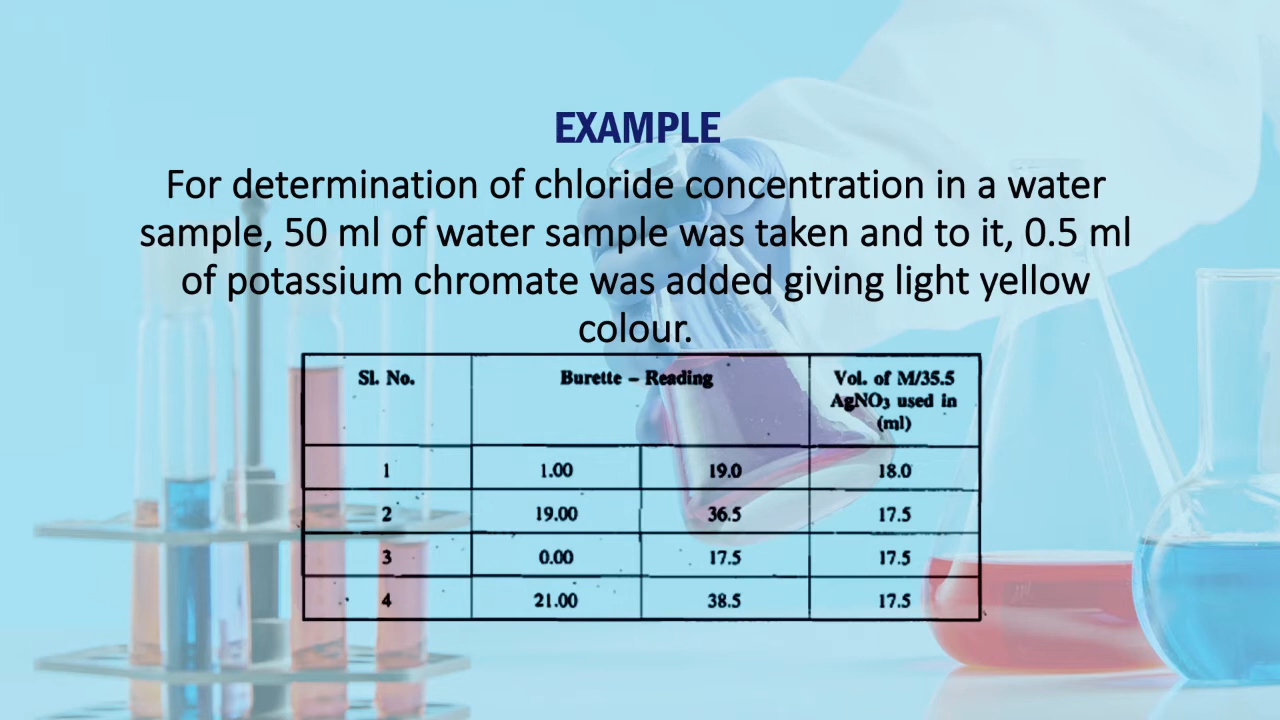 EXAMPLE
For determination of chloride concentration in a water
sample, 50 ml of water sample was taken and to it, 0.5 ml
of potassium chromate was added giving light yellow
colour.
Sl. No. Burette – Reading Vol. of M/35.5
AgNO₃ used in
(ml)
1 1.00 19.0 18.0
2 19.00 36.5 17.5
3 0.00 17.5 17.5
4 21.00 38.5 17.5